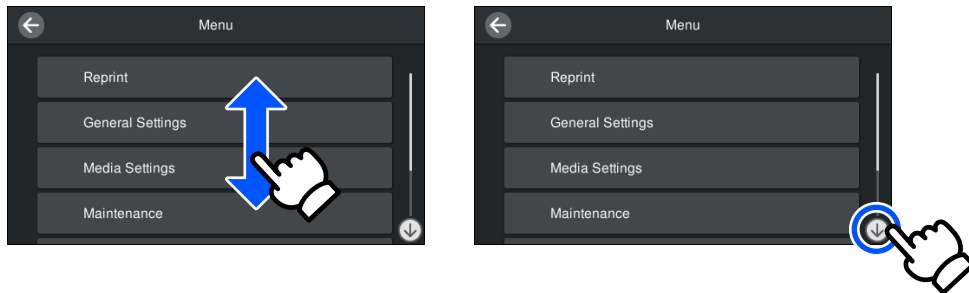 Menu
Reprint
General Settings
Media Settings
Maintenance
Menu
Reprint
General Settings
Media Settings
Maintenance